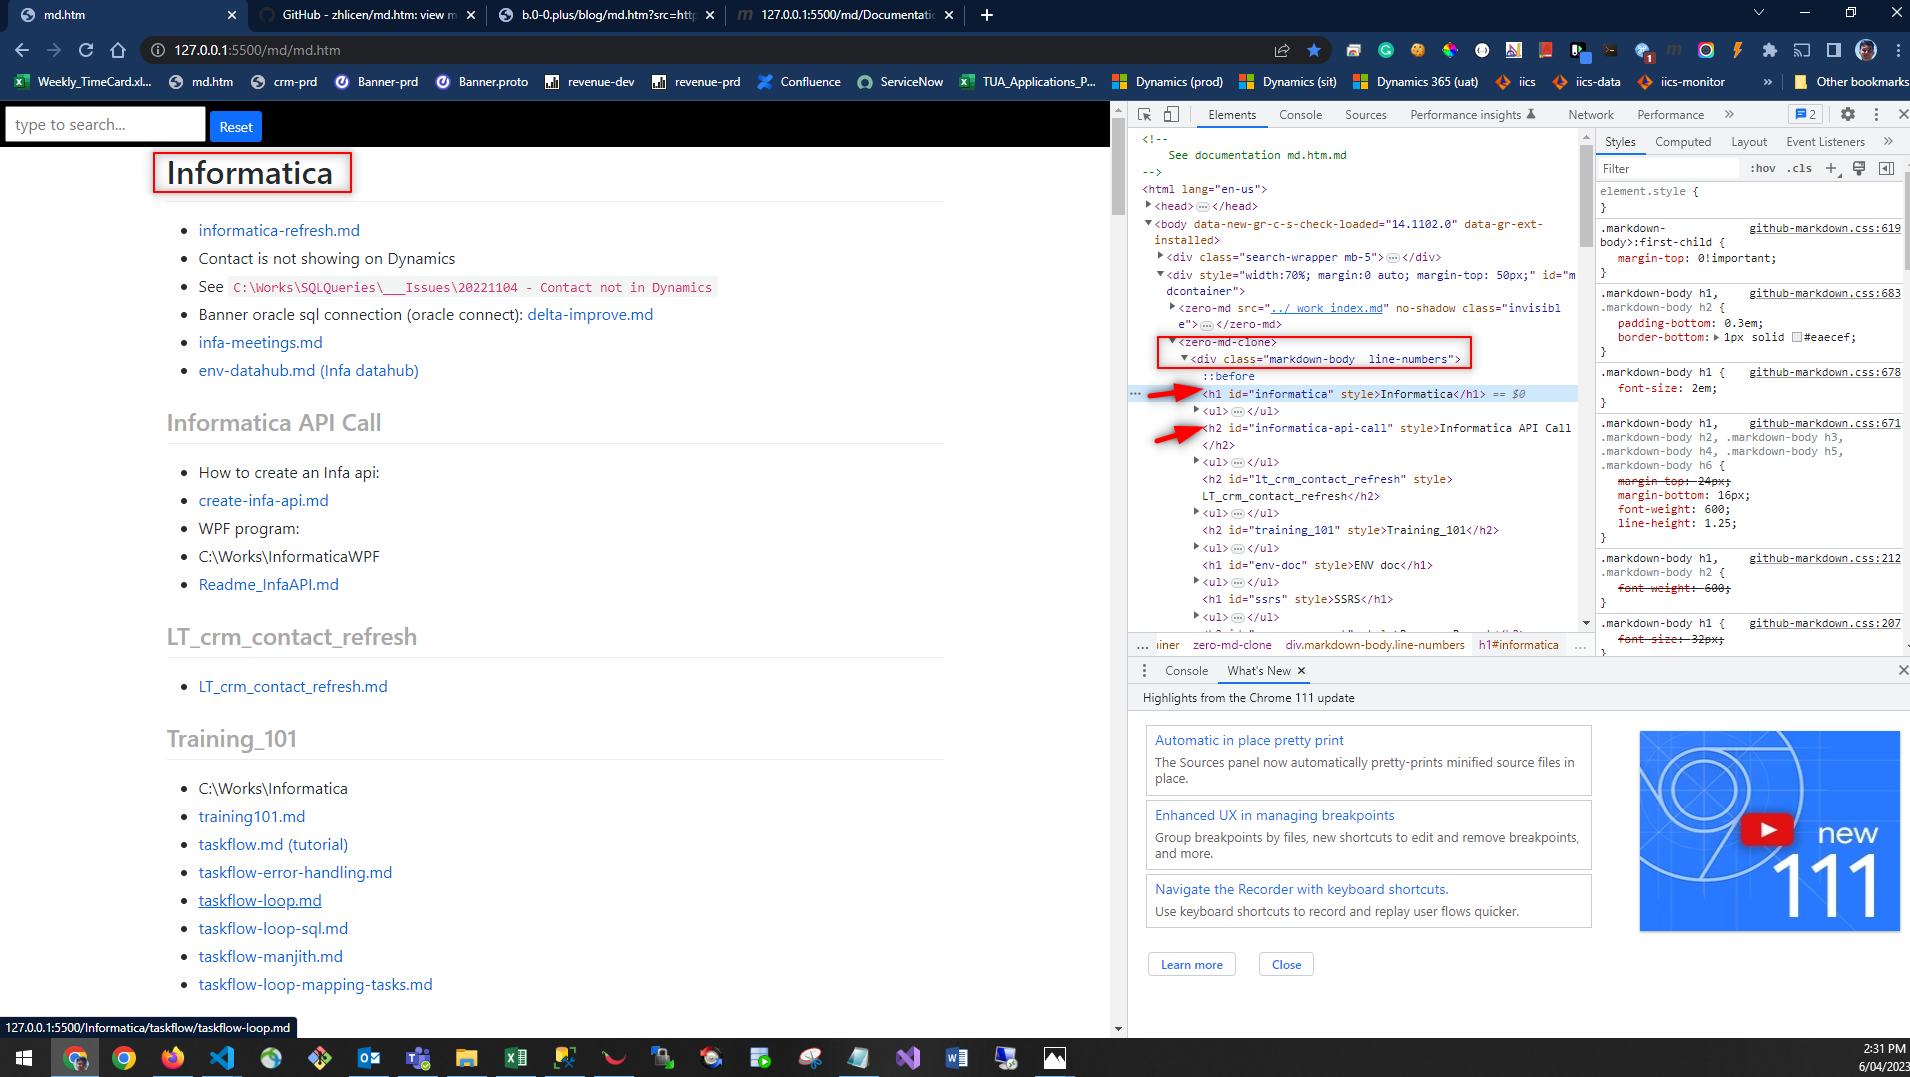 md.htm
GitHub - zhlicen/md.htm: view m
b.0-0.plus/blog/md.htm?src=http
127.0.0.1:5500/md/Documentatio
127.0.0.1:5500/md/md.htm
Weekly_TimeCard.xl...
md.htm
crm-prd
Banner-prd
Banner.proto
revenue-dev
revenue-prd
Confluence
ServiceNow
TUA_Applications_P...
Dynamics (prod)
Dynamics (sit)
Dynamics 365 (uat)
iics
iics-data
iics-monitor
»
Other bookmarks
type to search...
Reset
Informatica
informatica-refresh.md
Contact is not showing on Dynamics
See C:\Works\SQLQueries\___Issues\20221104 - Contact not in Dynamics
Banner oracle sql connection (oracle connect): delta-improve.md
infa-meetings.md
env-datahub.md (Infa datahub)
Informatica API Call
How to create an Infa api:
create-infa-api.md
WPF program:
C:\Works\InformaticaWPF
Readme_InfaAPI.md
LT_crm_contact_refresh
LT_crm_contact_refresh.md
Training_101
C:\Works\Informatica
training101.md
taskflow.md (tutorial)
taskflow-error-handling.md
taskflow-loop.md
taskflow-loop-sql.md
taskflow-manjith.md
taskflow-loop-mapping-tasks.md
127.0.0.1:5500/Informatica/taskflow/taskflow-loop.md
Elements
Console
Sources
Performance insights
Network
Performance
»
2
<!--
See documentation md.htm.md
-->
<html lang="en-us">
<head>…</head>
<body data-new-gr-c-s-check-loaded="14.1102.0" data-gr-ext-
installed>
<div class="search-wrapper mb-5">…</div>
<div style="width:70%; margin:0 auto; margin-top: 50px;" id="m
dcontainer">
<zero-md src="../_work_index.md" no-shadow class="invisibl
e">…</zero-md>
<zero-md-clone>
<div class="markdown-body  line-numbers">
::before
<h1 id="informatica" style>Informatica</h1> == $0
<ul>…</ul>
<h2 id="informatica-api-call" style>Informatica API Call
</h2>
<ul>…</ul>
<h2 id="lt_crm_contact_refresh" style>
LT_crm_contact_refresh</h2>
<ul>…</ul>
<h2 id="training_101" style>Training_101</h2>
<ul>…</ul>
<h1 id="env-doc" style>ENV doc</h1>
<ul>…</ul>
<h1 id="ssrs" style>SSRS</h1>
<ul>…</ul>
...
iner
zero-md-clone
div.markdown-body.line-numbers
h1#informatica
...
Styles
Computed
Layout
Event Listeners
»
Filter
:hov
.cls
element.style {
}
.markdown-
body>:first-child {
github-markdown.css:619
margin-top: 0!important;
}
.markdown-body h1,
github-markdown.css:683
.markdown-body h2 {
padding-bottom: 0.3em;
border-bottom: 1px solid #eaecef;
}
.markdown-body h1 {
github-markdown.css:678
font-size: 2em;
}
.markdown-body h1,
github-markdown.css:671
.markdown-body h2, .markdown-body h3,
.markdown-body h4, .markdown-body h5,
.markdown-body h6 {
margin-top: 24px;
margin-bottom: 16px;
font-weight: 600;
line-height: 1.25;
}
.markdown-body h1,
github-markdown.css:212
.markdown-body h2 {
font-weight: 600;
}
.markdown-body h1 {
github-markdown.css:207
font-size: 32px;
}
Console
What's New
Highlights from the Chrome 111 update
Automatic in place pretty print
The Sources panel now automatically pretty-prints minified source files in
place.
Enhanced UX in managing breakpoints
Group breakpoints by files, new shortcuts to edit and remove breakpoints,
and more.
Navigate the Recorder with keyboard shortcuts.
Use keyboard shortcuts to record and replay user flows quicker.
Learn more
Close
new
111
2:31 PM
6/04/2023